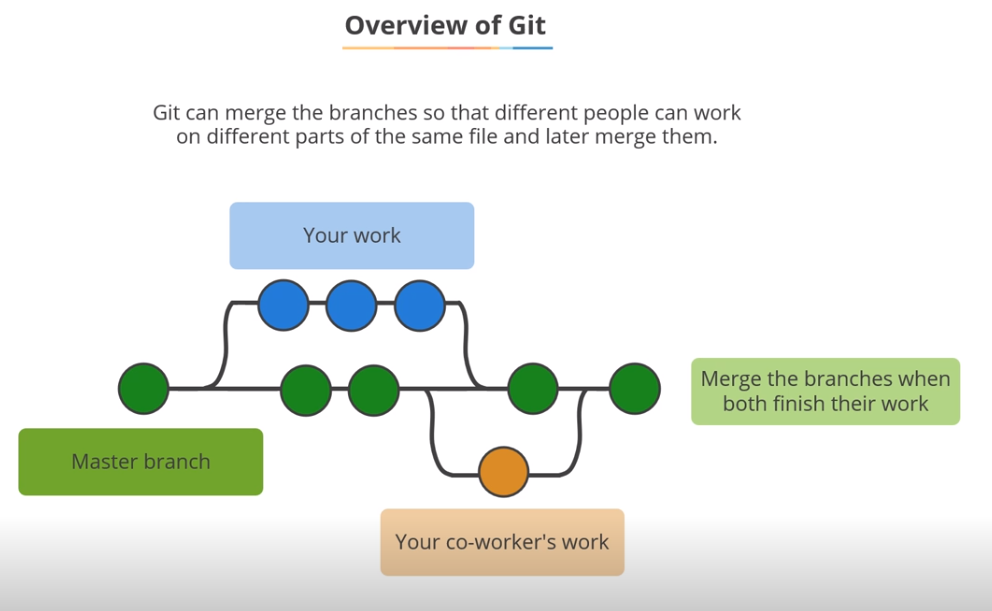 Overview of Git
Git can merge the branches so that different people can work
on different parts of the same file and later merge them.
Your work
Merge the branches when
both finish their work
Master branch
Your co-worker's work